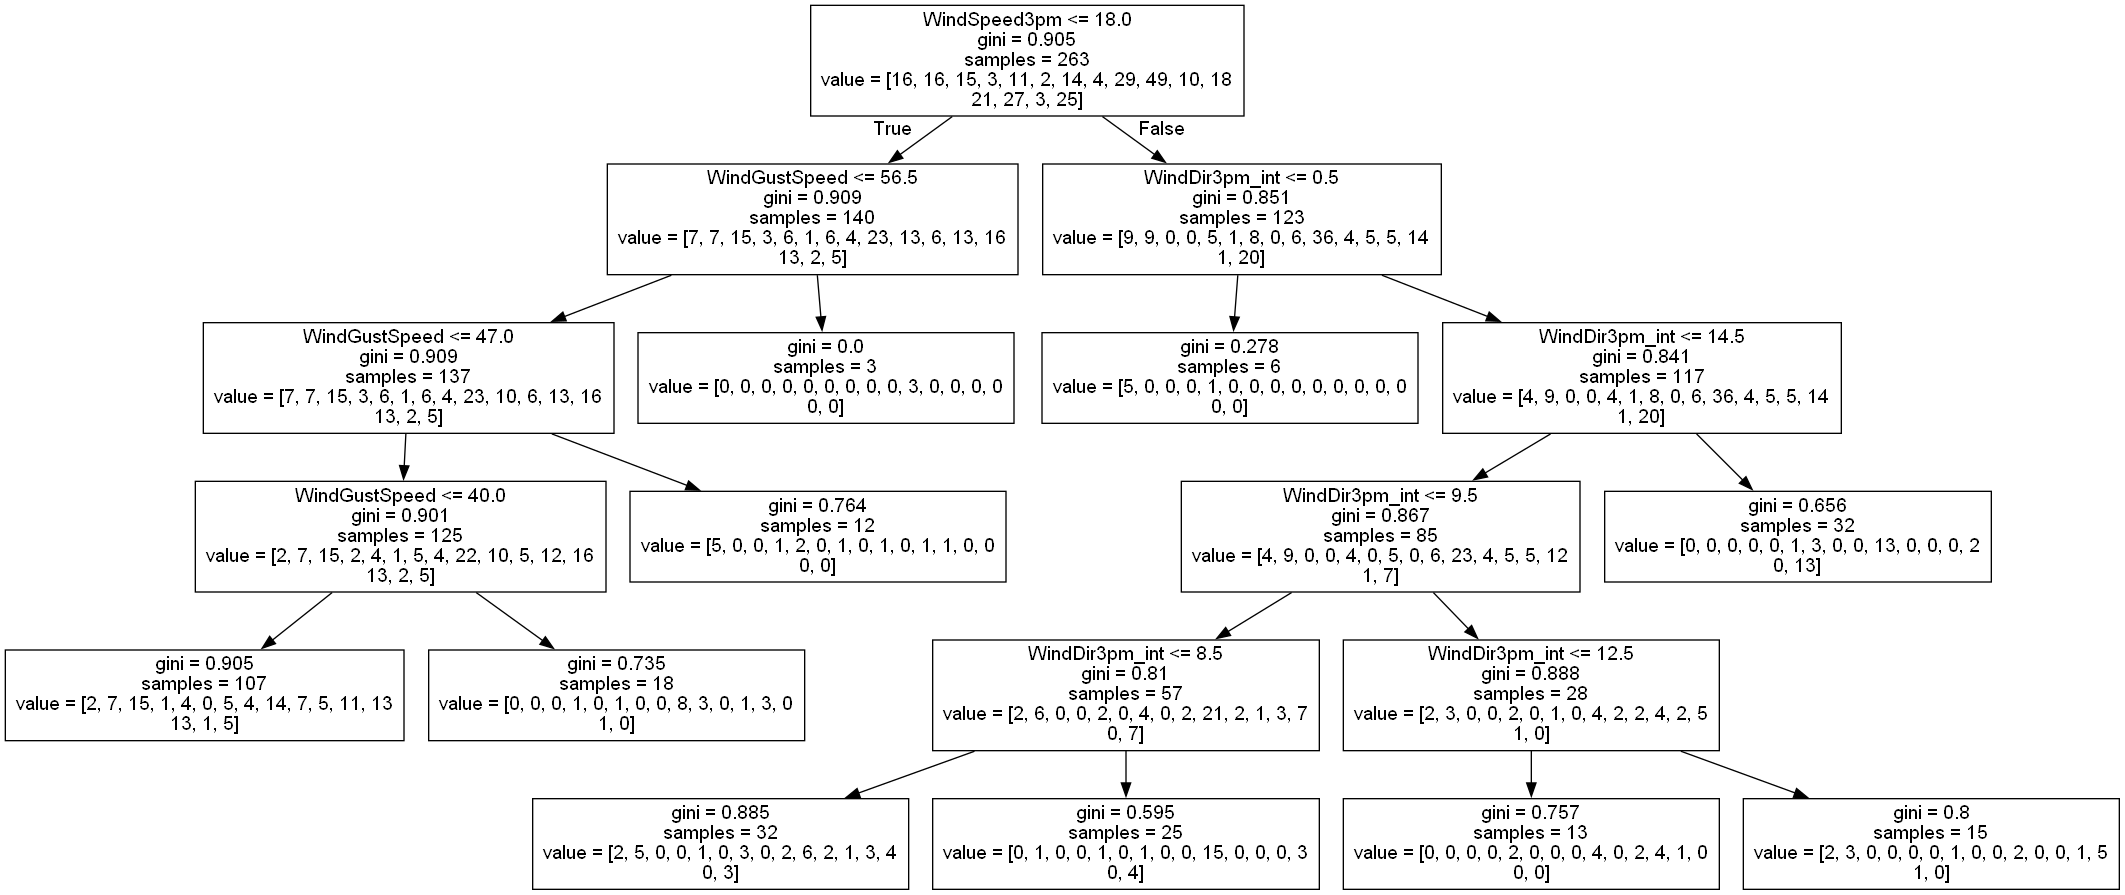 WindSpeed3pm <= 18.0
gini = 0.905
samples = 263
value = [16, 16, 15, 3, 11, 2, 14, 4, 29, 49, 10, 18
21, 27, 3, 25]
True
False
WindGustSpeed <= 56.5
gini = 0.909
samples = 140
value = [7, 7, 15, 3, 6, 1, 6, 4, 23, 13, 6, 13, 16
13, 2, 5]
WindDir3pm_int <= 0.5
gini = 0.851
samples = 123
value = [9, 9, 0, 0, 5, 1, 8, 0, 6, 36, 4, 5, 5, 14
1, 20]
WindGustSpeed <= 47.0
gini = 0.909
samples = 137
value = [7, 7, 15, 3, 6, 1, 6, 4, 23, 10, 6, 13, 16
13, 2, 5]
gini = 0.0
samples = 3
value = [0, 0, 0, 0, 0, 0, 0, 0, 0, 3, 0, 0, 0, 0
0, 0]
gini = 0.278
samples = 6
value = [5, 0, 0, 0, 1, 0, 0, 0, 0, 0, 0, 0, 0, 0
0, 0]
WindDir3pm_int <= 14.5
gini = 0.841
samples = 117
value = [4, 9, 0, 0, 4, 1, 8, 0, 6, 36, 4, 5, 5, 14
1, 20]
WindGustSpeed <= 40.0
gini = 0.901
samples = 125
value = [2, 7, 15, 2, 4, 1, 5, 4, 22, 10, 5, 12, 16
13, 2, 5]
gini = 0.764
samples = 12
value = [5, 0, 0, 1, 2, 0, 1, 0, 1, 0, 1, 1, 0, 0
0, 0]
WindDir3pm_int <= 9.5
gini = 0.867
samples = 85
value = [4, 9, 0, 0, 4, 0, 5, 0, 6, 23, 4, 5, 5, 12
1, 7]
gini = 0.656
samples = 32
value = [0, 0, 0, 0, 0, 1, 3, 0, 0, 13, 0, 0, 0, 2
0, 13]
gini = 0.905
samples = 107
value = [2, 7, 15, 1, 4, 0, 5, 4, 14, 7, 5, 11, 13
13, 1, 5]
gini = 0.735
samples = 18
value = [0, 0, 0, 1, 0, 1, 0, 0, 8, 3, 0, 1, 3, 0
1, 0]
WindDir3pm_int <= 8.5
gini = 0.81
samples = 57
value = [2, 6, 0, 0, 2, 0, 4, 0, 2, 21, 2, 1, 3, 7
0, 7]
WindDir3pm_int <= 12.5
gini = 0.888
samples = 28
value = [2, 3, 0, 0, 2, 0, 1, 0, 4, 2, 2, 4, 2, 5
1, 0]
gini = 0.885
samples = 32
value = [2, 5, 0, 0, 1, 0, 3, 0, 2, 6, 2, 1, 3, 4
0, 3]
gini = 0.595
samples = 25
value = [0, 1, 0, 0, 1, 0, 1, 0, 0, 15, 0, 0, 0, 3
0, 4]
gini = 0.757
samples = 13
value = [0, 0, 0, 0, 2, 0, 0, 0, 4, 0, 2, 4, 1, 0
0, 0]
gini = 0.8
samples = 15
value = [2, 3, 0, 0, 0, 0, 1, 0, 0, 2, 0, 0, 1, 5
1, 0]